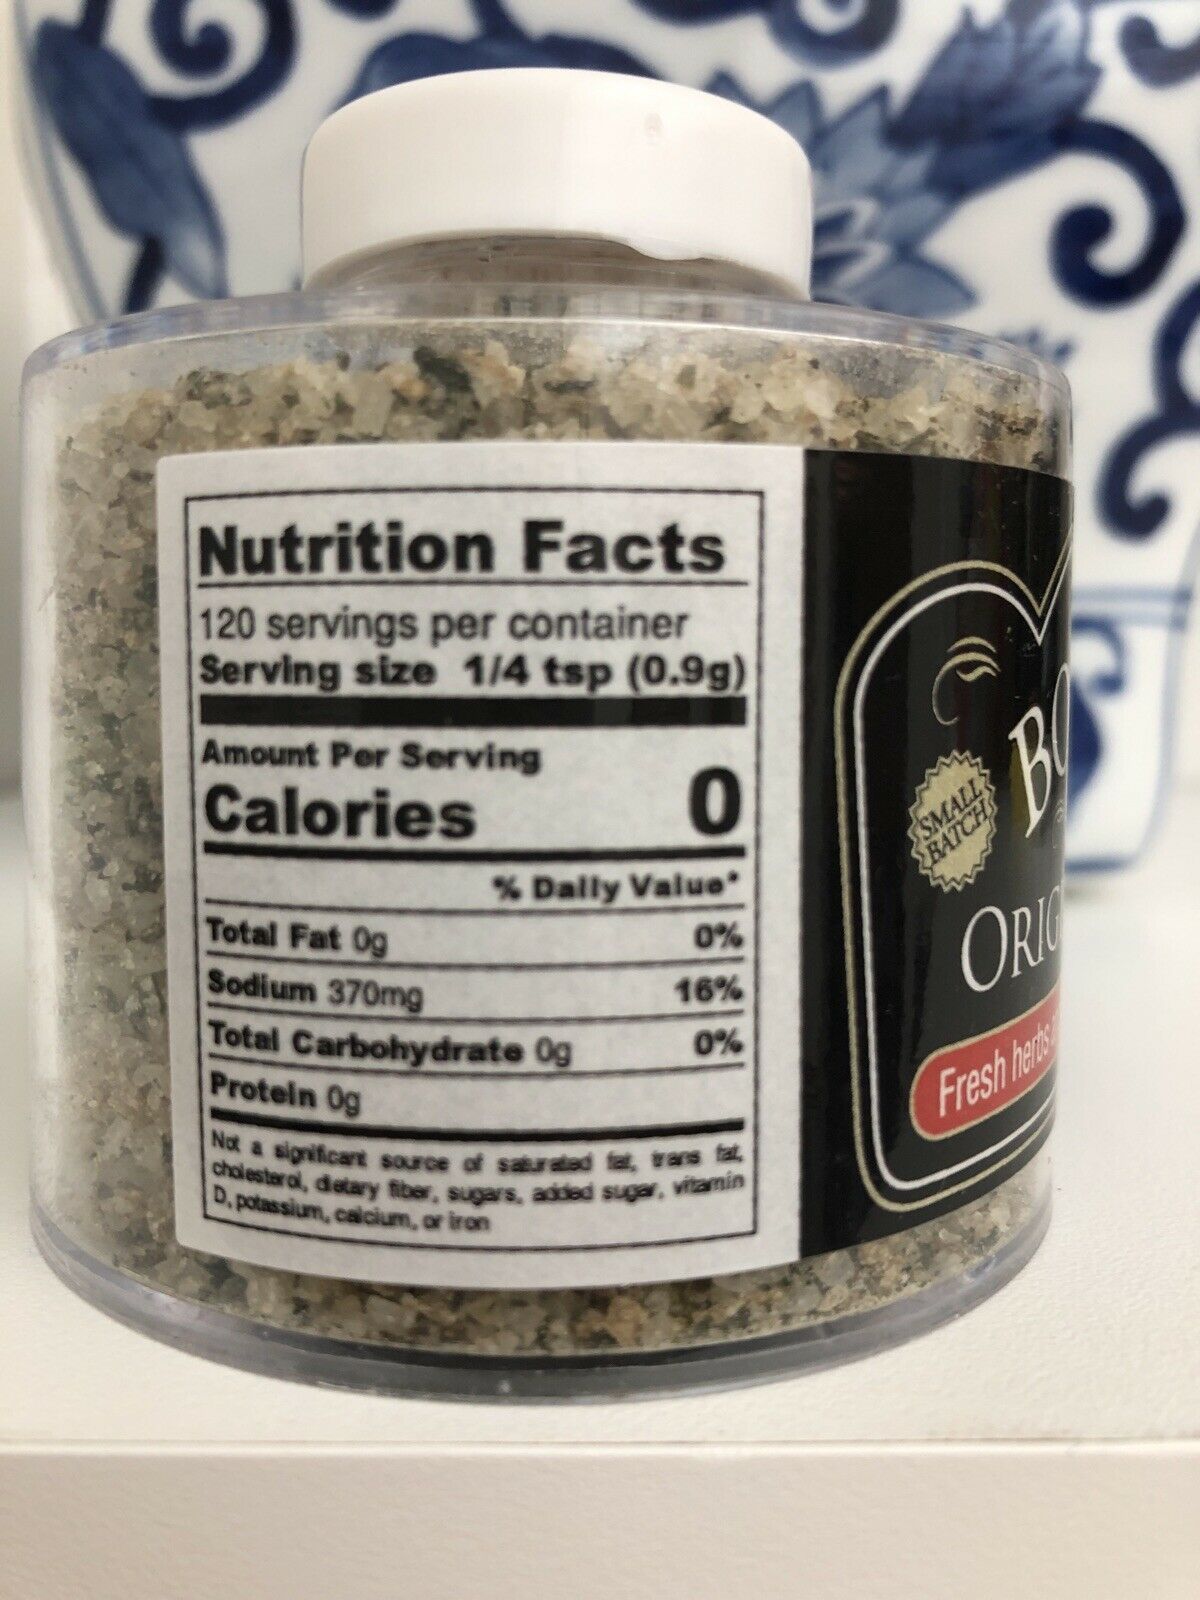 Nutrition Facts
120 servings per container
Serving size 1/4 tsp (0.9g)
Amount Per Serving
Calories 0
% Daily Value*
Total Fat 0g 0%
Sodium 370mg 16%
Total Carbohydrate 0g 0%
Protein 0g
Not a significant source of saturated fat, trans fat,
cholesterol, dietary fiber, sugars, added sugar, vitamin
D, potassium, calcium, or iron
SMALL
BATCH
BO
ORIG
Fresh herbs